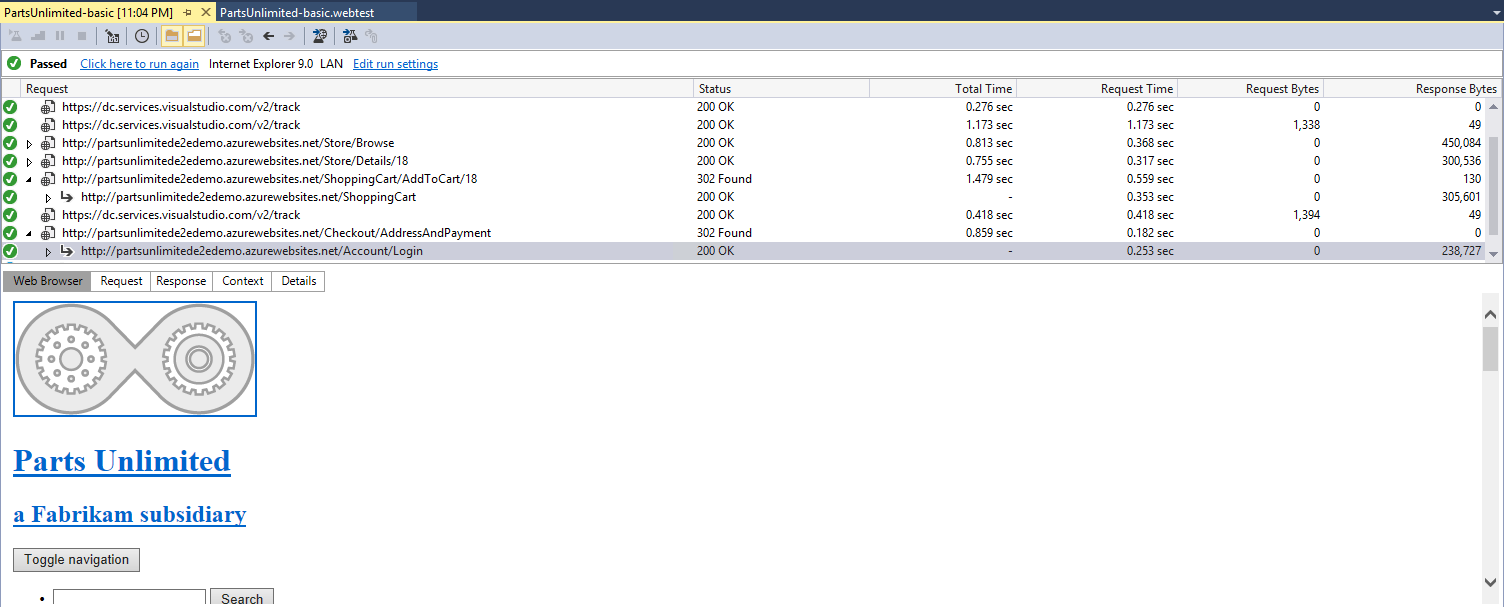 PartsUnlimited-basic [11:04 PM] PartsUnlimited-basic.webtest
Passed Click here to run again Internet Explorer 9.0 LAN Edit run settings
Request Status Total Time Request Time Request Bytes Response Bytes
https://dc.services.visualstudio.com/v2/track 200 OK 0.276 sec 0.276 sec 0 0
https://dc.services.visualstudio.com/v2/track 200 OK 1.173 sec 1.173 sec 1,338 49
http://partsunlimitede2edemo.azurewebsites.net/Store/Browse 200 OK 0.813 sec 0.368 sec 0 450,084
http://partsunlimitede2edemo.azurewebsites.net/Store/Details/18 200 OK 0.755 sec 0.317 sec 0 300,536
http://partsunlimitede2edemo.azurewebsites.net/ShoppingCart/AddToCart/18 302 Found 1.479 sec 0.559 sec 0 130
http://partsunlimitede2edemo.azurewebsites.net/ShoppingCart 200 OK - 0.353 sec 0 305,601
https://dc.services.visualstudio.com/v2/track 200 OK 0.418 sec 0.418 sec 1,394 49
http://partsunlimitede2edemo.azurewebsites.net/Checkout/AddressAndPayment 302 Found 0.859 sec 0.182 sec 0 0
http://partsunlimitede2edemo.azurewebsites.net/Account/Login 200 OK - 0.253 sec 0 238,727
Web Browser Request Response Context Details
Parts Unlimited
a Fabrikam subsidiary
Toggle navigation
Search